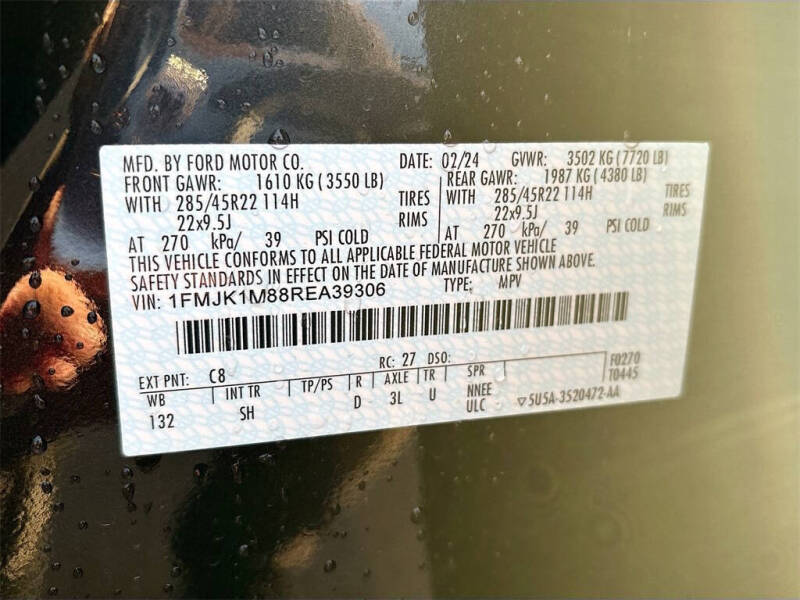 MFD. BY FORD MOTOR CO. DATE: 02/24 GVWR: 3502 KG (7720 LB)
FRONT GAWR: 1610 KG (3550 LB) REAR GAWR: 1987 KG (4380 LB)
WITH 285/45R22 114H TIRES WITH 285/45R22 114H TIRES
22x9.5J RIMS 22x9.5J RIMS
AT 270 kPa/ 39 PSI COLD AT 270 kPa/ 39 PSI COLD
THIS VEHICLE CONFORMS TO ALL APPLICABLE FEDERAL MOTOR VEHICLE
SAFETY STANDARDS IN EFFECT ON THE DATE OF MANUFACTURE SHOWN ABOVE.
VIN: 1FMJK1M88REA39306 TYPE: MPV
EXT PNT: C8 RC: 27 DSO: F0270
WB INT TR TP/PS R AXLE TR SPR T0445
132 SH D 3L U NNEE
ULC ▽5U5A-3520472-AA